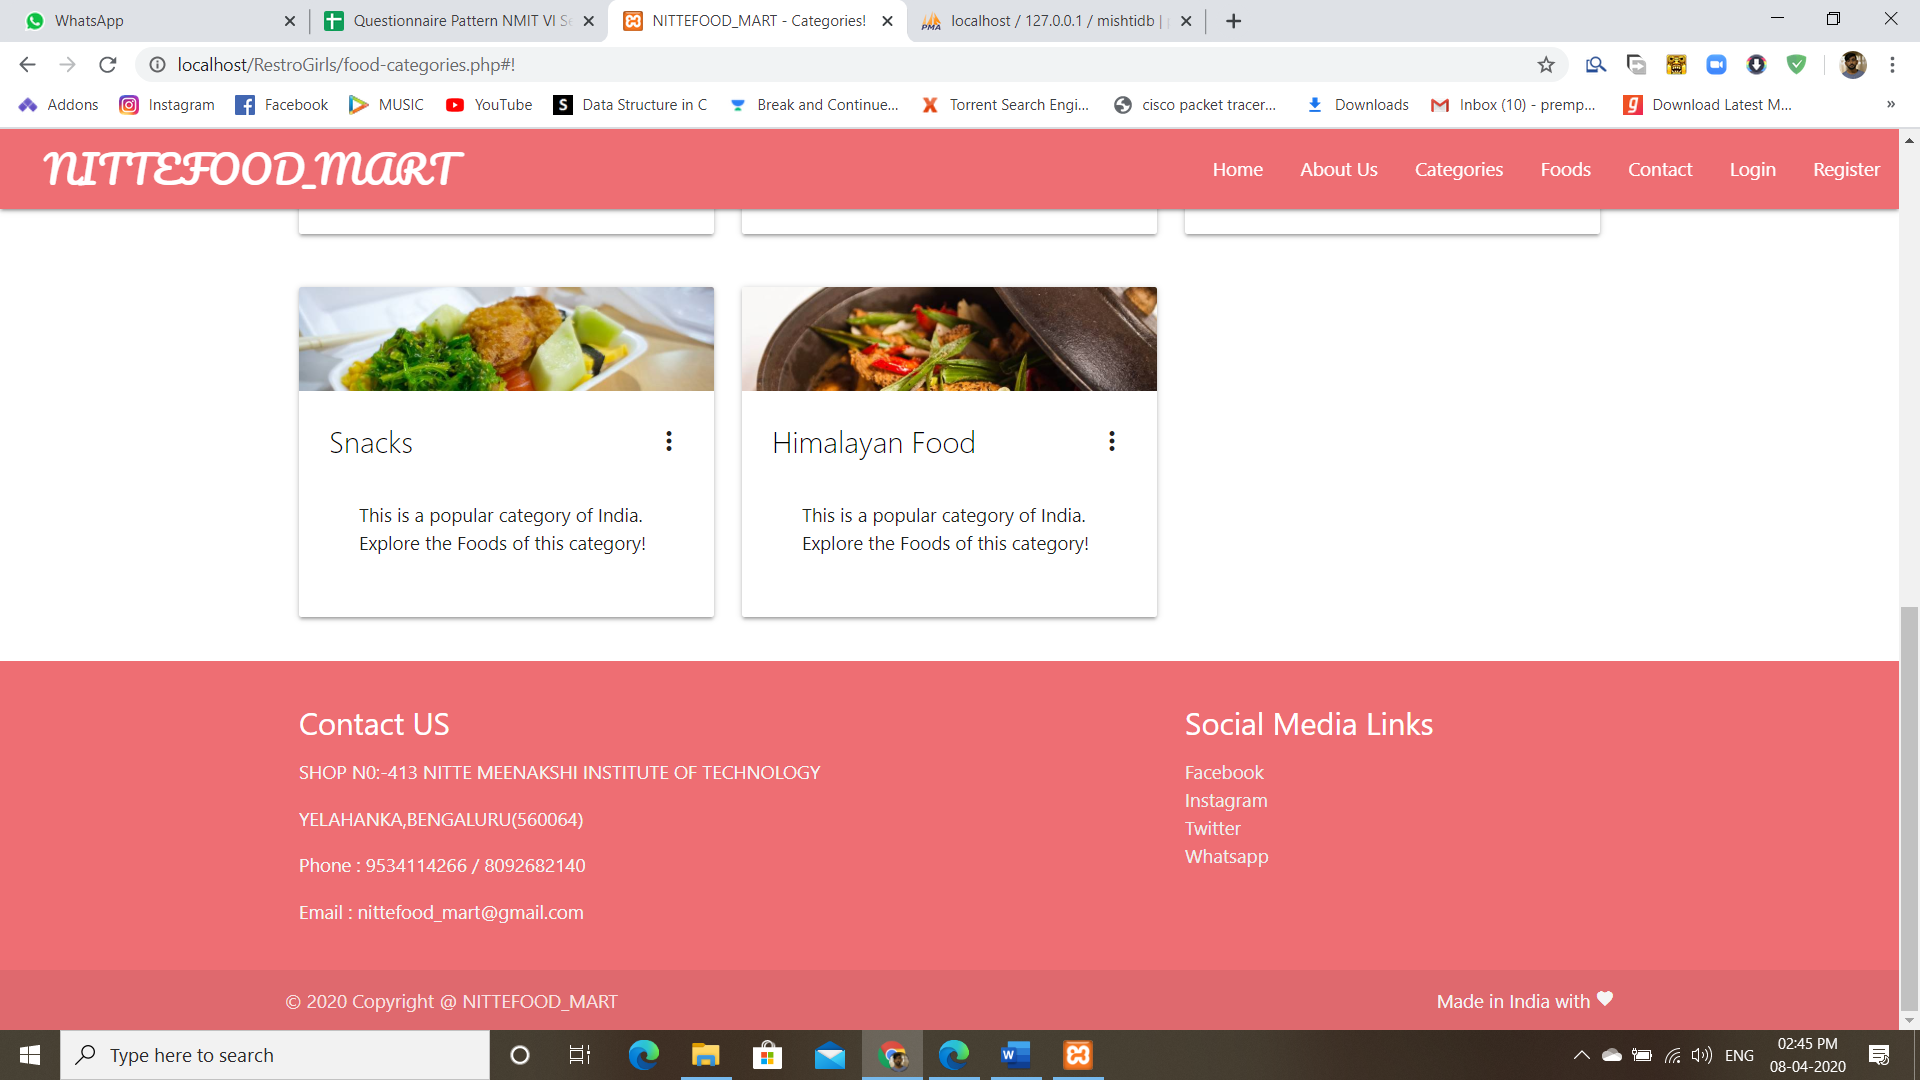 WhatsApp
Questionnaire Pattern NMIT VI Se
NITTEFOOD_MART - Categories!
localhost / 127.0.0.1 / mishtidb |
localhost/RestroGirls/food-categories.php#!
Addons
Instagram
Facebook
MUSIC
YouTube
Data Structure in C
Break and Continue...
Torrent Search Engi...
cisco packet tracer...
Downloads
Inbox (10) - premp...
Download Latest M...
»
NITTEFOOD_MART
Home
About Us
Categories
Foods
Contact
Login
Register
Snacks
This is a popular category of India.
Explore the Foods of this category!
Himalayan Food
This is a popular category of India.
Explore the Foods of this category!
Contact US
SHOP N0:-413 NITTE MEENAKSHI INSTITUTE OF TECHNOLOGY
YELAHANKA,BENGALURU(560064)
Phone : 9534114266 / 8092682140
Email : nittefood_mart@gmail.com
Social Media Links
Facebook
Instagram
Twitter
Whatsapp
© 2020 Copyright @ NITTEFOOD_MART
Made in India with
Type here to search
ENG
02:45 PM
08-04-2020